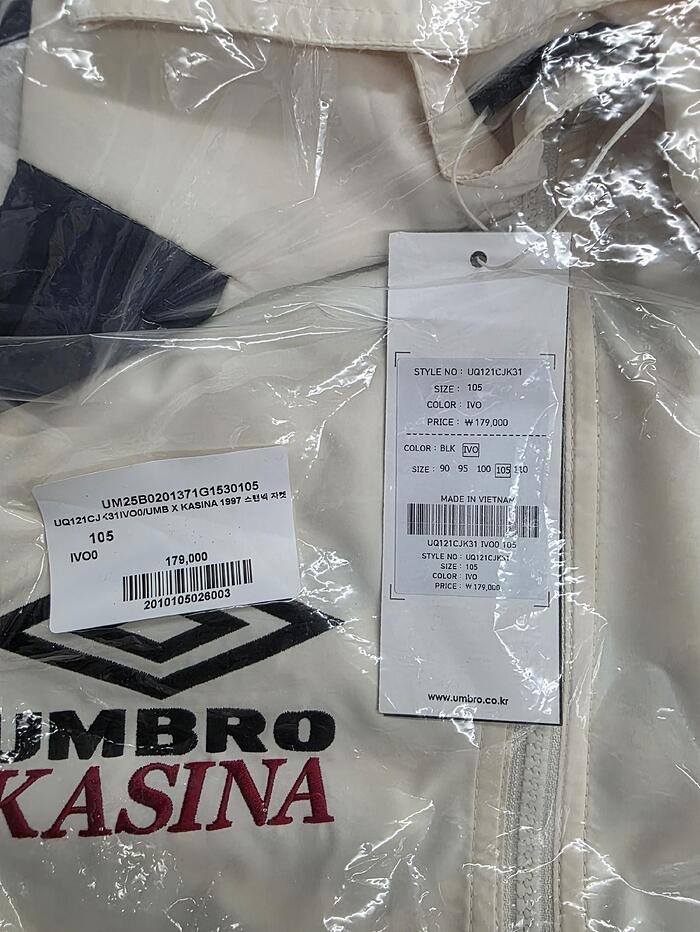 STYLE NO : UQ121CJK31
SIZE : 105
COLOR : IVO
PRICE : ₩ 179,000
COLOR : BLK IVO
SIZE : 90 95 100 105 110
MADE IN VIETNAM
UQ121CJK31 IVO0 105
STYLE NO : UQ121CJK31
SIZE : 105
COLOR : IVO
PRICE : ₩ 179,000
www.umbro.co.kr
UM25B0201371G1530105
UQ121CJK31IVO0/UMB X KASINA 1997 스탠넥 자켓
105
IVO0
179,000
2010105026003
UMBRO
KASINA